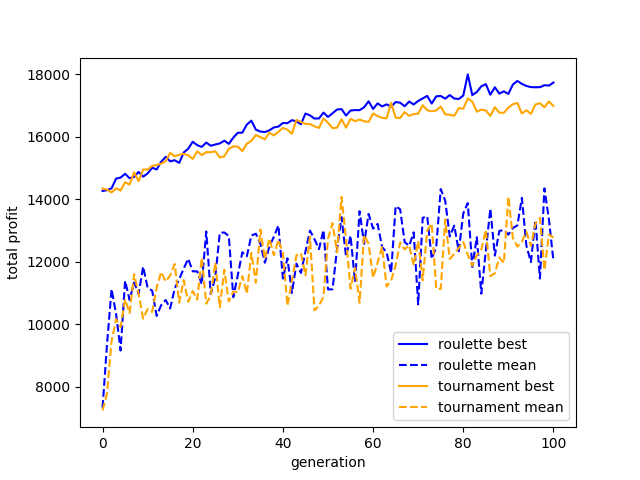 18000
16000
14000
12000
10000
8000
total profit
0
20
40
60
80
100
generation
roulette best
roulette mean
tournament best
tournament mean